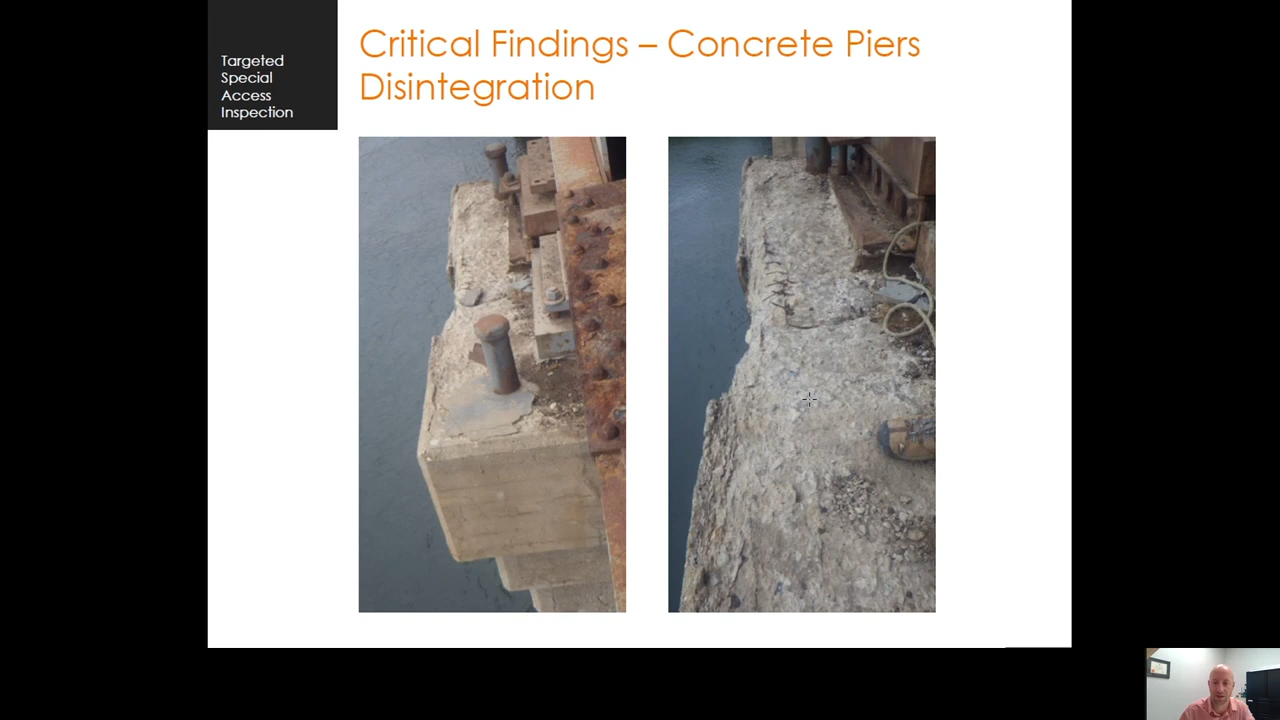 Targeted
Special
Access
Inspection
Critical Findings – Concrete Piers
Disintegration